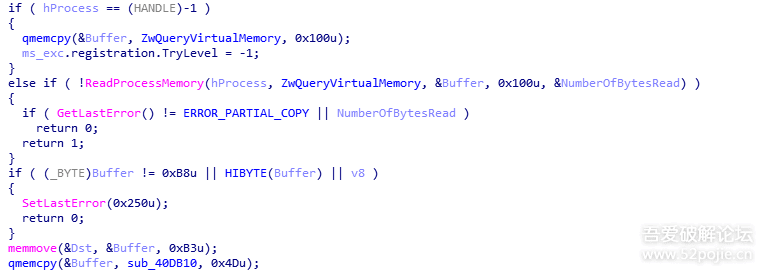 if ( hProcess == (HANDLE)-1 )
{
  qmemcpy(&Buffer, ZwQueryVirtualMemory, 0x100u);
  ms_exc.registration.TryLevel = -1;
}
else if ( !ReadProcessMemory(hProcess, ZwQueryVirtualMemory, &Buffer, 0x100u, &NumberOfBytesRead) )
{
  if ( GetLastError() != ERROR_PARTIAL_COPY || NumberOfBytesRead )
    return 0;
  return 1;
}
if ( (_BYTE)Buffer != 0xB8u || HIBYTE(Buffer) || v8 )
{
  SetLastError(0x250u);
  return 0;
}
memmove(&Dst, &Buffer, 0xB3u);
qmemcpy(&Buffer, sub_40DB10, 0x4Du);
吾爱破解论坛
www.52pojie.cn